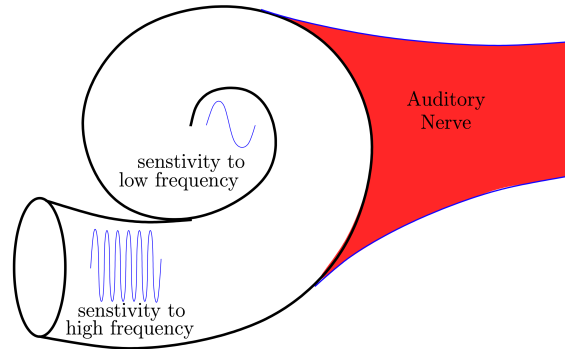 Auditory
Nerve
senstivity to
low frequency
senstivity to
high frequency